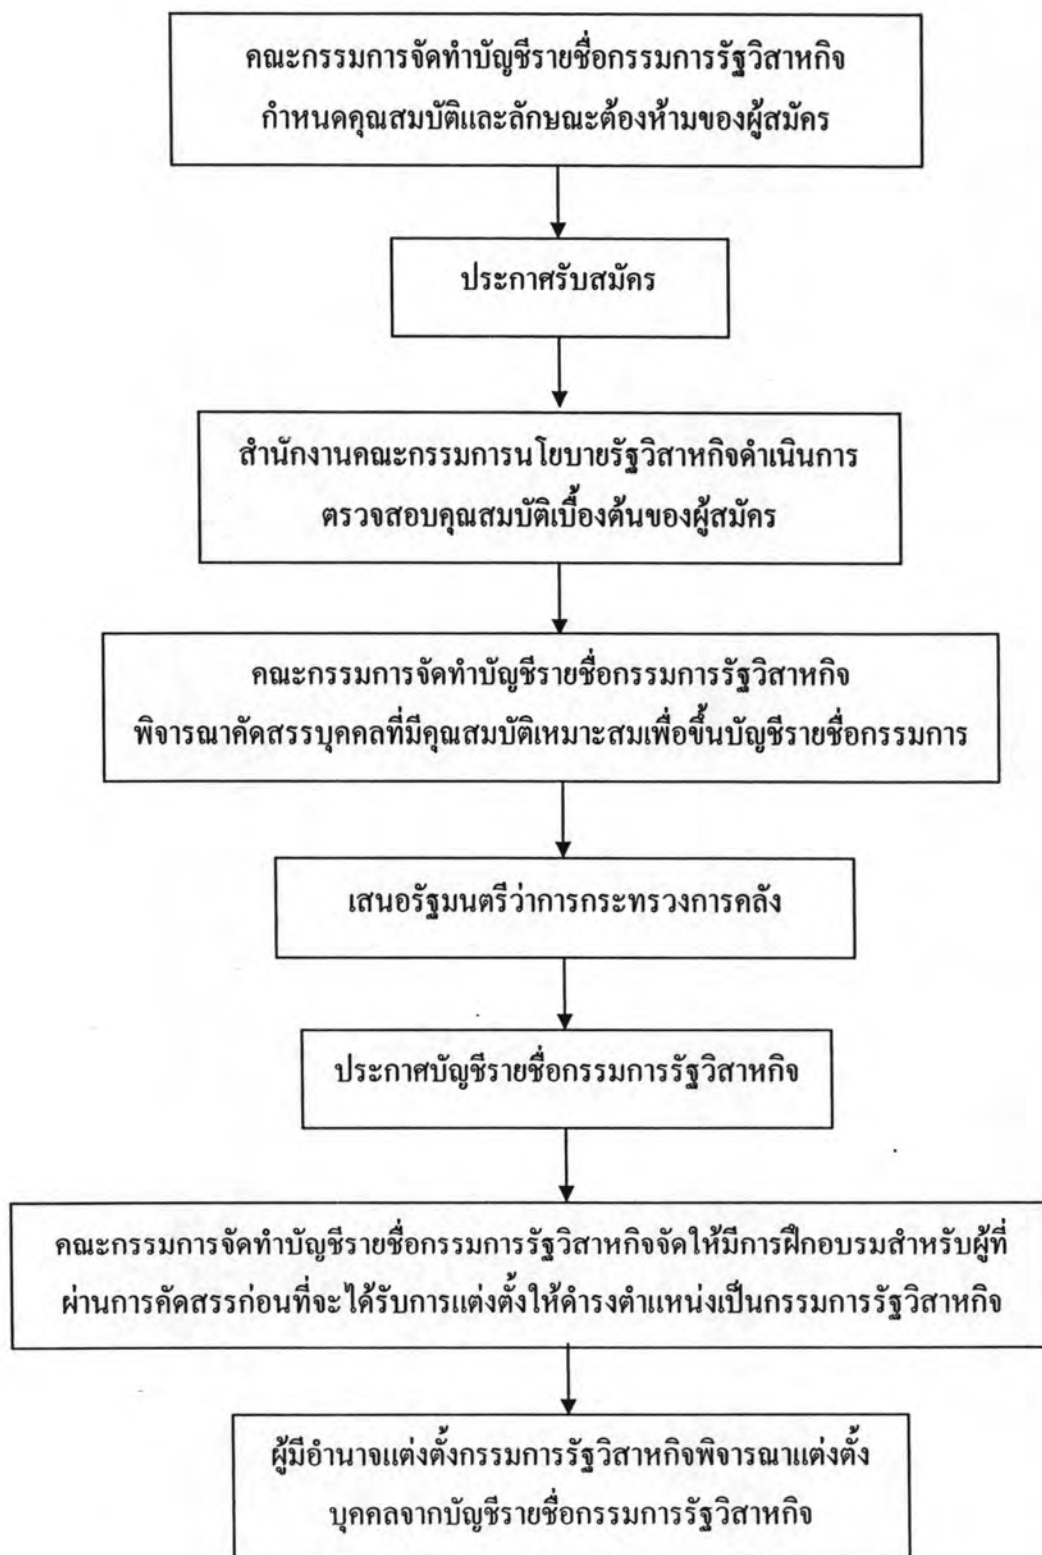 คณะกรรมการจัดทำบัญชีรายชื่อกรรมการรัฐวิสาหกิจ
กำหนดคุณสมบัติและลักษณะต้องห้ามของผู้สมัคร
ประกาศรับสมัคร
สำนักงานคณะกรรมการนโยบายรัฐวิสาหกิจดำเนินการ
ตรวจสอบคุณสมบัติเบื้องต้นของผู้สมัคร
คณะกรรมการจัดทำบัญชีรายชื่อกรรมการรัฐวิสาหกิจ
พิจารณาคัดสรรบุคคลที่มีคุณสมบัติเหมาะสมเพื่อขึ้นบัญชีรายชื่อกรรมการ
เสนอรัฐมนตรีว่าการกระทรวงการคลัง
ประกาศบัญชีรายชื่อกรรมการรัฐวิสาหกิจ
คณะกรรมการจัดทำบัญชีรายชื่อกรรมการรัฐวิสาหกิจจัดให้มีการฝึกอบรมสำหรับผู้ที่
ผ่านการคัดสรรก่อนที่จะได้รับการแต่งตั้งให้ดำรงตำแหน่งเป็นกรรมการรัฐวิสาหกิจ
ผู้มีอำนาจแต่งตั้งกรรมการรัฐวิสาหกิจพิจารณาแต่งตั้ง
บุคคลจากบัญชีรายชื่อกรรมการรัฐวิสาหกิจ